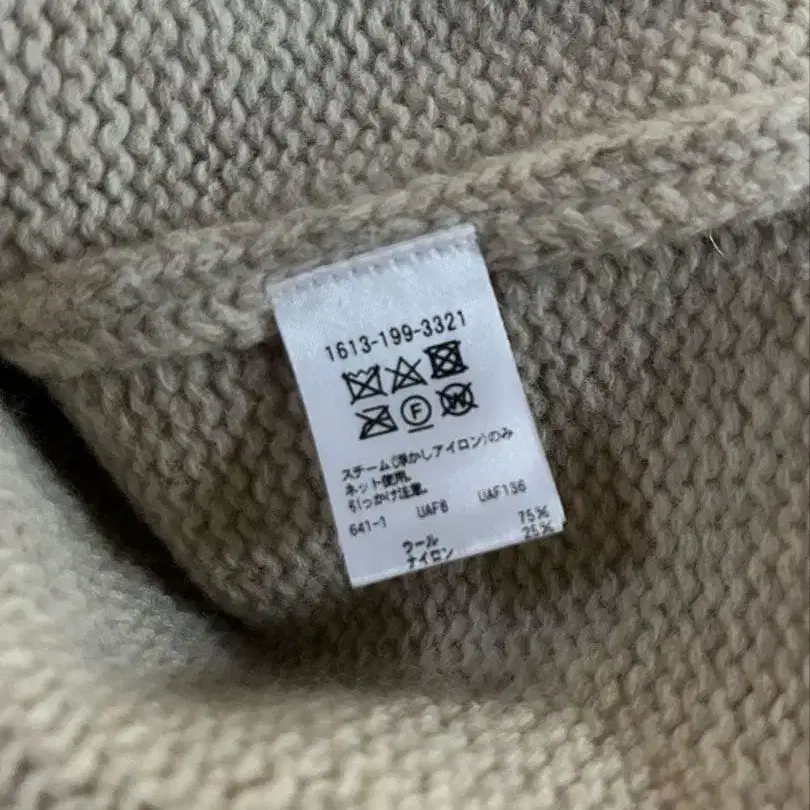 1613-199-3321
F W
スチーム(浮かしアイロン)のみ
ネット使用。
引っかけ注意。
641-1 UAF6 UAF136
ウール 75%
ナイロン 25%